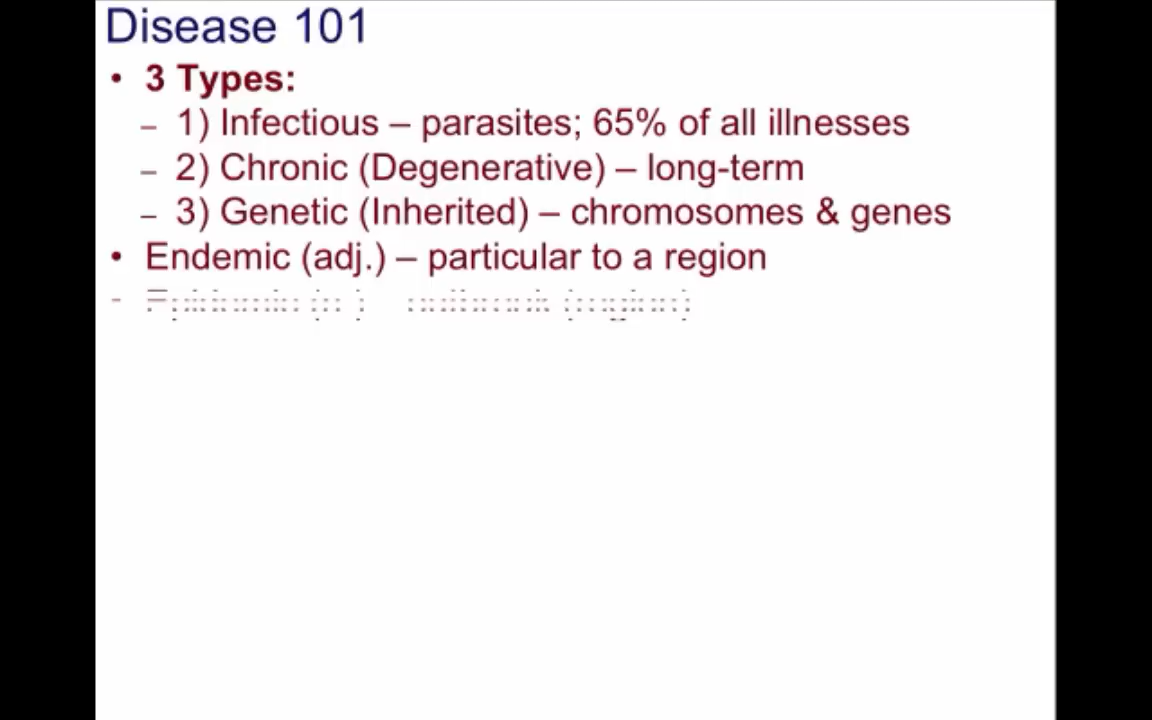 Disease 101
• 3 Types:
– 1) Infectious – parasites; 65% of all illnesses
– 2) Chronic (Degenerative) – long-term
– 3) Genetic (Inherited) – chromosomes & genes
• Endemic (adj.) – particular to a region